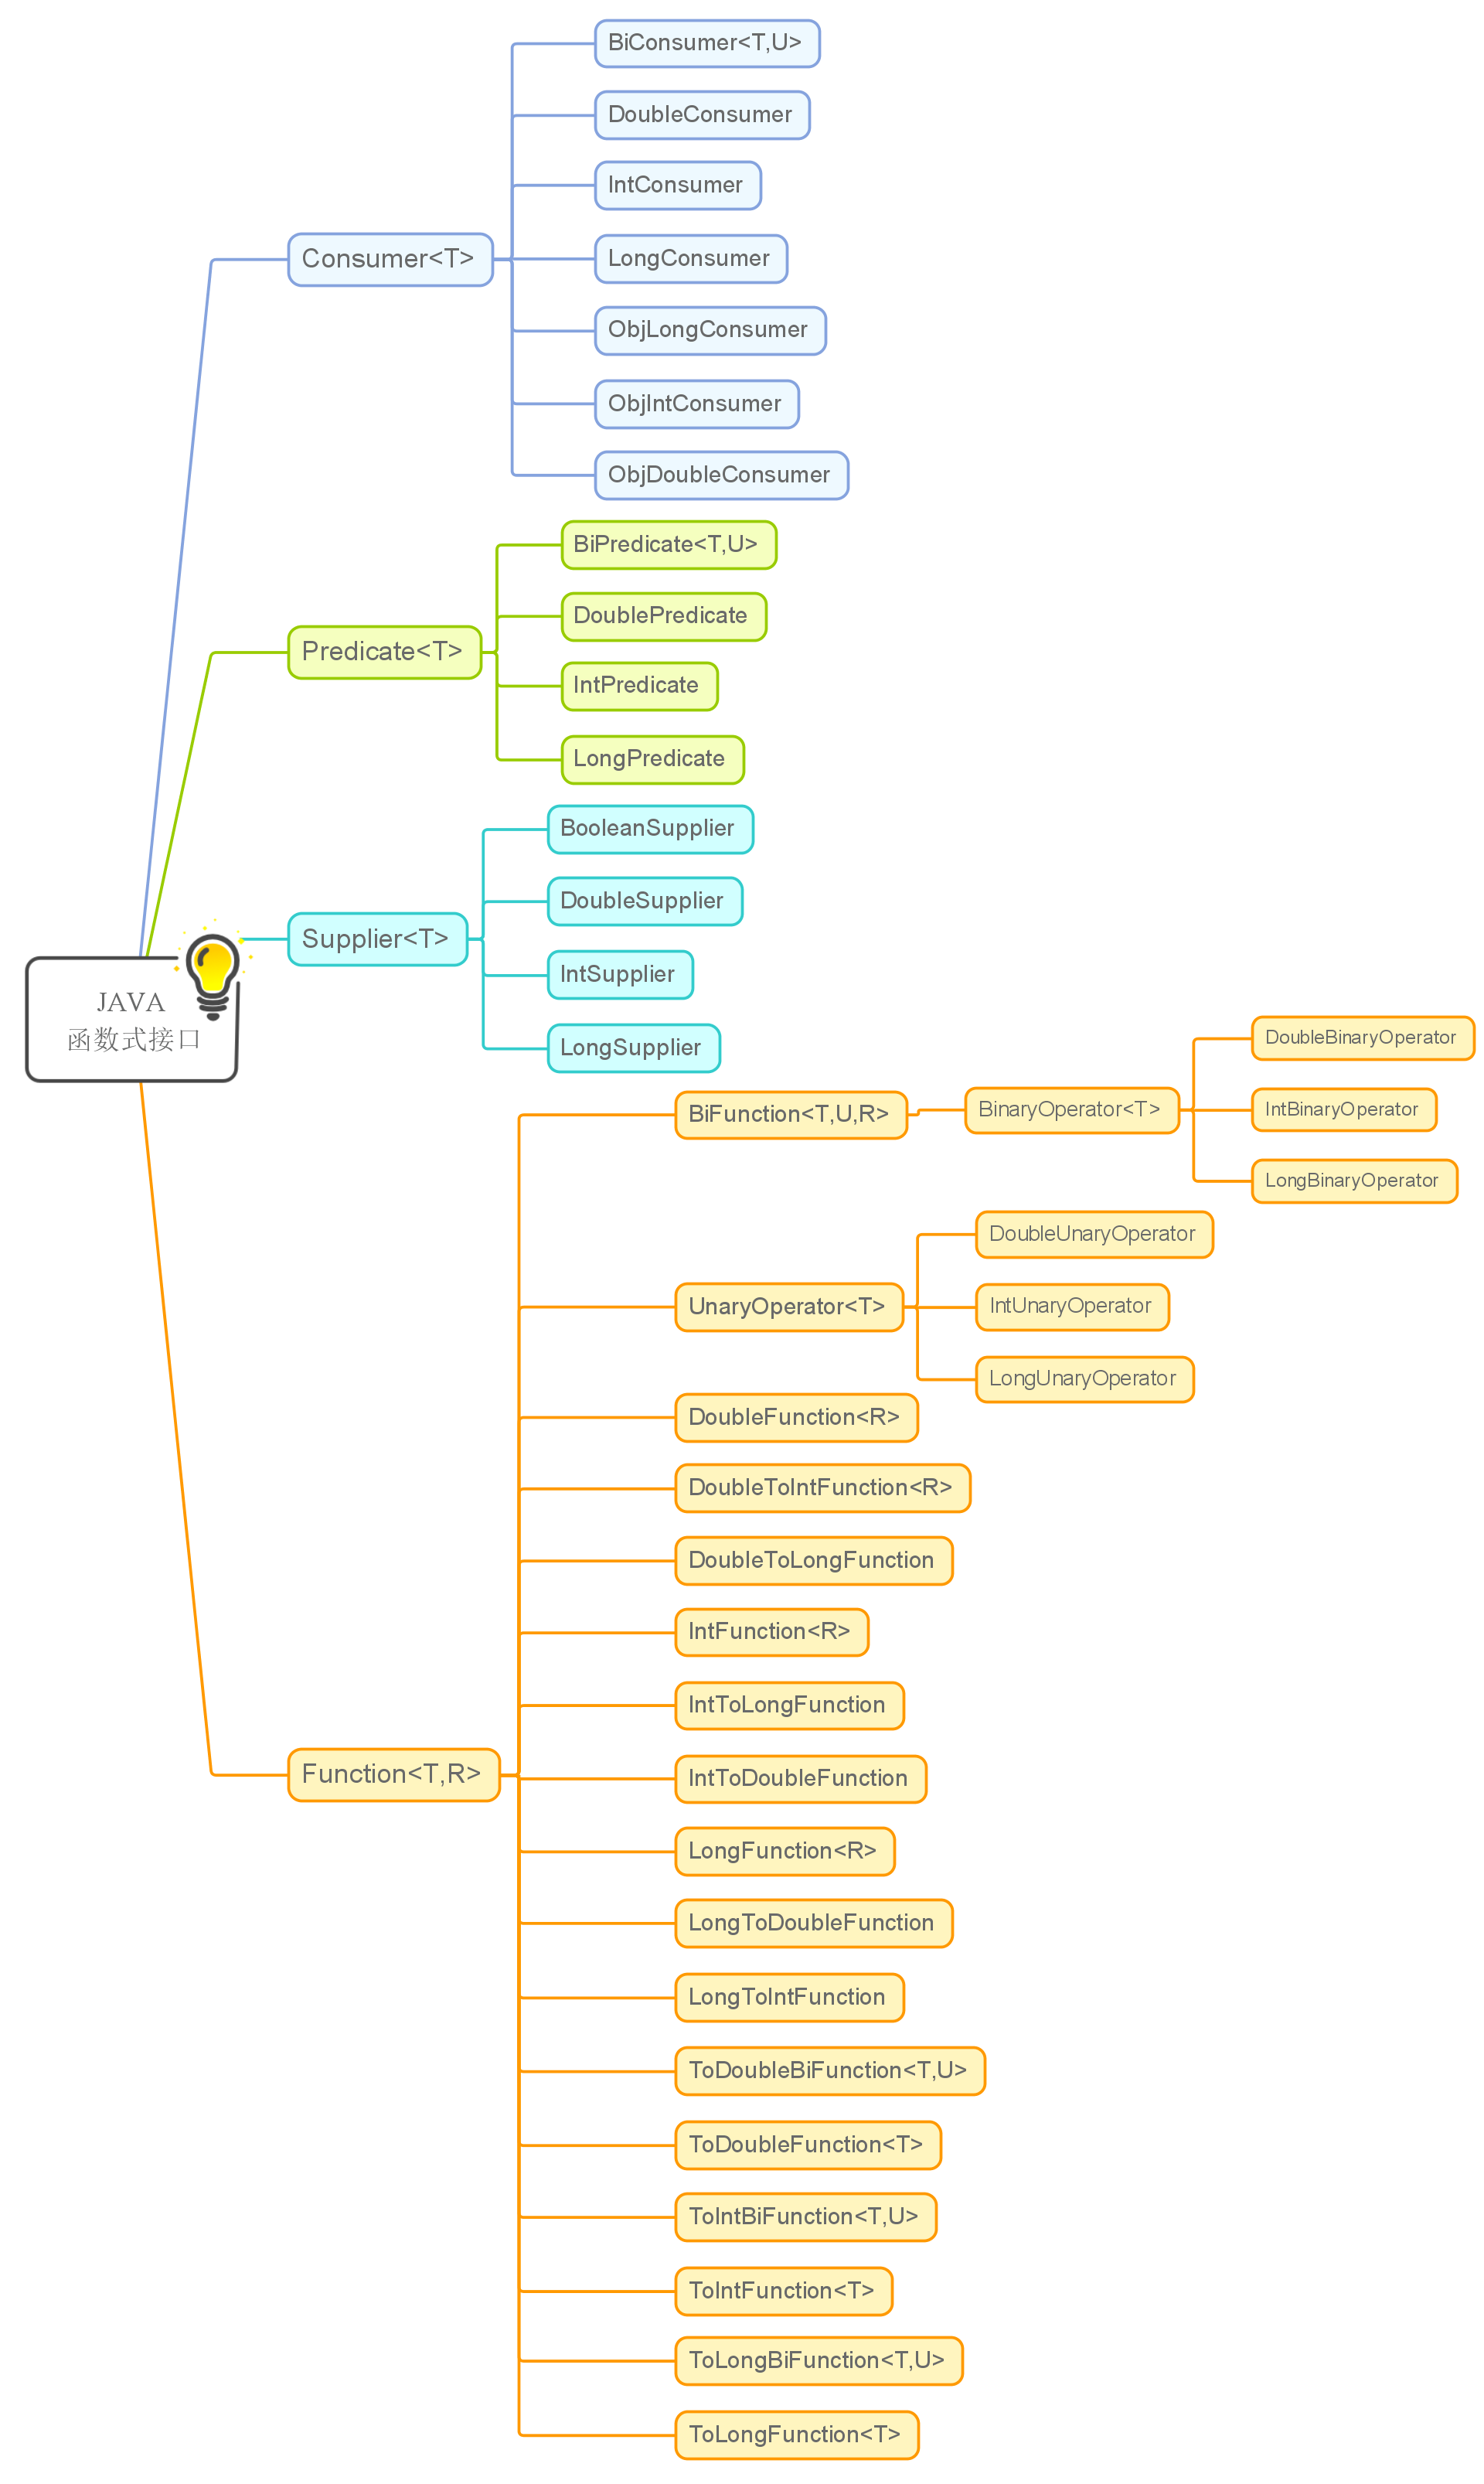 JAVA
函数式接口
Consumer<T>
BiConsumer<T,U>
DoubleConsumer
IntConsumer
LongConsumer
ObjLongConsumer
ObjIntConsumer
ObjDoubleConsumer
Predicate<T>
BiPredicate<T,U>
DoublePredicate
IntPredicate
LongPredicate
Supplier<T>
BooleanSupplier
DoubleSupplier
IntSupplier
LongSupplier
Function<T,R>
BiFunction<T,U,R>
BinaryOperator<T>
DoubleBinaryOperator
IntBinaryOperator
LongBinaryOperator
UnaryOperator<T>
DoubleUnaryOperator
IntUnaryOperator
LongUnaryOperator
DoubleFunction<R>
DoubleToIntFunction<R>
DoubleToLongFunction
IntFunction<R>
IntToLongFunction
IntToDoubleFunction
LongFunction<R>
LongToDoubleFunction
LongToIntFunction
ToDoubleBiFunction<T,U>
ToDoubleFunction<T>
ToIntBiFunction<T,U>
ToIntFunction<T>
ToLongBiFunction<T,U>
ToLongFunction<T>